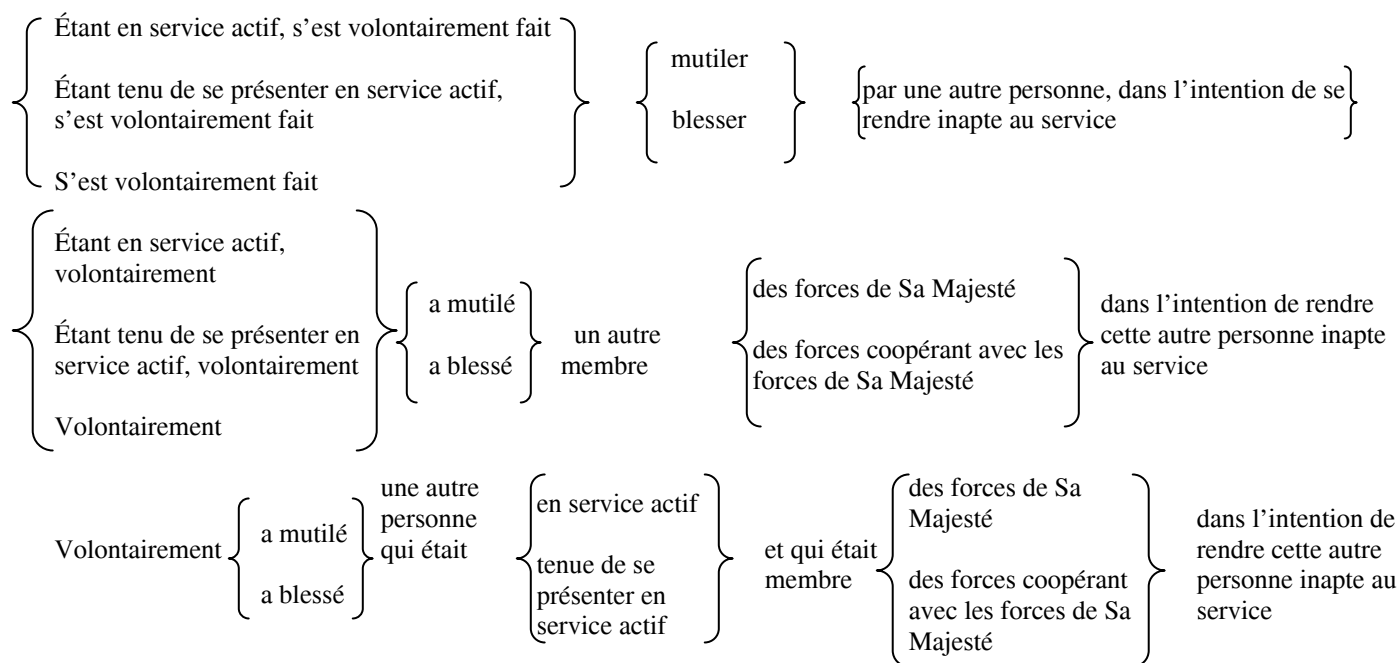 Étant en service actif, s’est volontairement fait
Étant tenu de se présenter en service actif,
s’est volontairement fait
S’est volontairement fait
mutiler
blesser
par une autre personne, dans l’intention de se
rendre inapte au service
Étant en service actif,
volontairement
Étant tenu de se présenter en
service actif, volontairement
Volontairement
a mutilé
a blessé
un autre
membre
des forces de Sa Majesté
des forces coopérant avec les
forces de Sa Majesté
dans l’intention de rendre
cette autre personne inapte
au service
Volontairement
a mutilé
a blessé
une autre
personne
qui était
en service actif
tenue de se
présenter en
service actif
et qui était
membre
des forces de Sa
Majesté
des forces coopérant
avec les forces de Sa
Majesté
dans l’intention de
rendre cette autre
personne inapte au
service